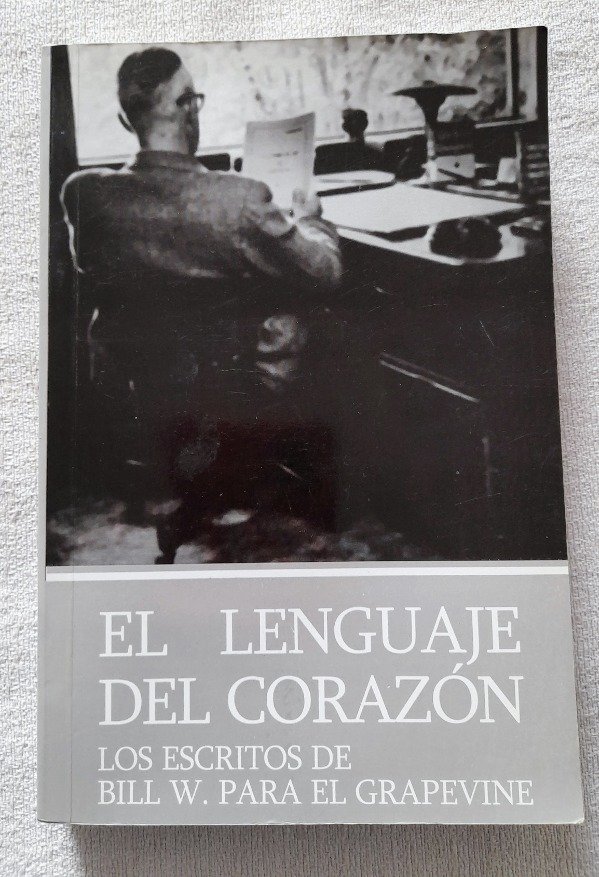 EL LENGUAJE
DEL CORAZÓN
LOS ESCRITOS DE
BILL W. PARA EL GRAPEVINE